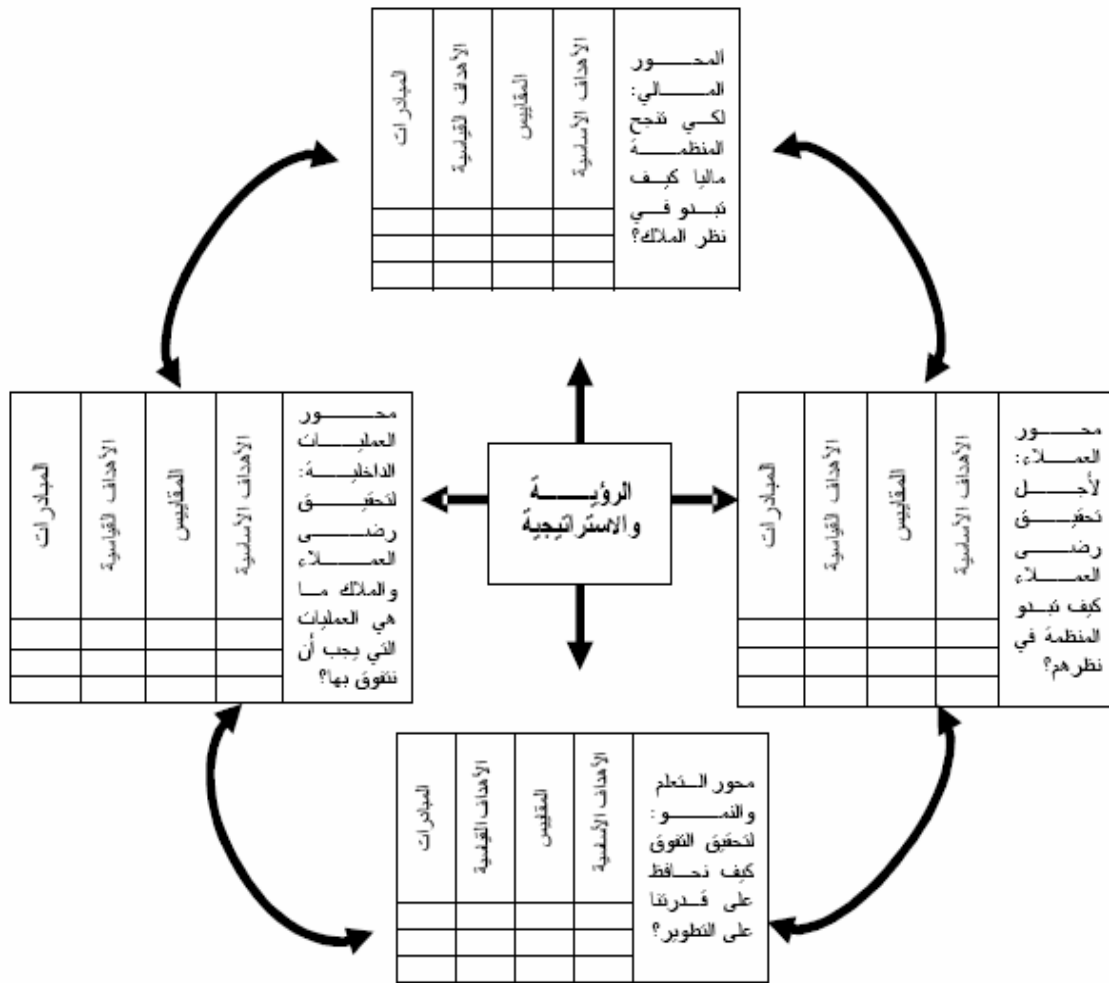 المحور
المالي:
لكي تنجح
المنظمة
ماليا كيف
تبدو في
نظر الملاك؟
الأهداف الأساسية
المقاييس
الأهداف القياسية
المبادرات
محور
العملاء:
لأجل
تحقيق
رضى
العملاء
كيف تبدو
المنظمة في
نظرهم؟
الأهداف الأساسية
المقاييس
الأهداف القياسية
المبادرات
الرؤية
والاستراتيجية
محور
العمليات
الداخلية:
لتحقيق
رضى
العملاء
والملاك ما
هي العمليات
التي يجب أن
نتفوق بها؟
الأهداف الأساسية
المقاييس
الأهداف القياسية
المبادرات
محور التعلم
والنمو:
لتحقيق التفوق
كيف نحافظ
على قدرتنا
على التطوير؟
الأهداف الأساسية
المقاييس
الأهداف القياسية
المبادرات